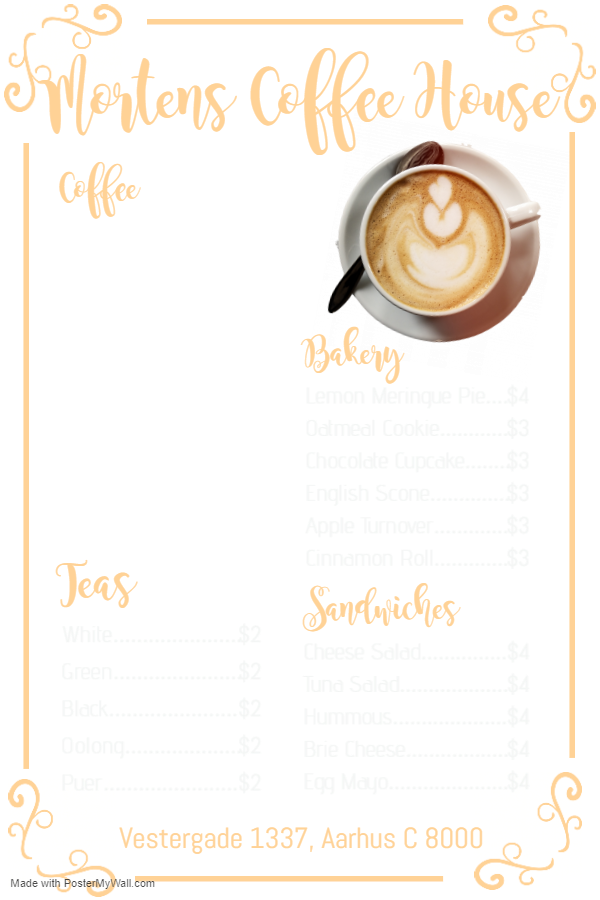 Mortens Coffee House
Coffee
Bakery
Lemon Meringue Pie....$4
Oatmeal Cookie............$3
Chocolate Cupcake.......$3
English Scone..............$3
Apple Turnover.............$3
Cinnamon Roll.............$3
Teas
White.....................$2
Green.....................$2
Black......................$2
Oolong...................$2
Puer.......................$2
Sandwiches
Cheese Salad...............$4
Tuna Salad...................$4
Hummous....................$4
Brie Cheese..................$4
Egg Mayo.....................$4
Vestergade 1337, Aarhus C 8000
Made with PosterMyWall.com